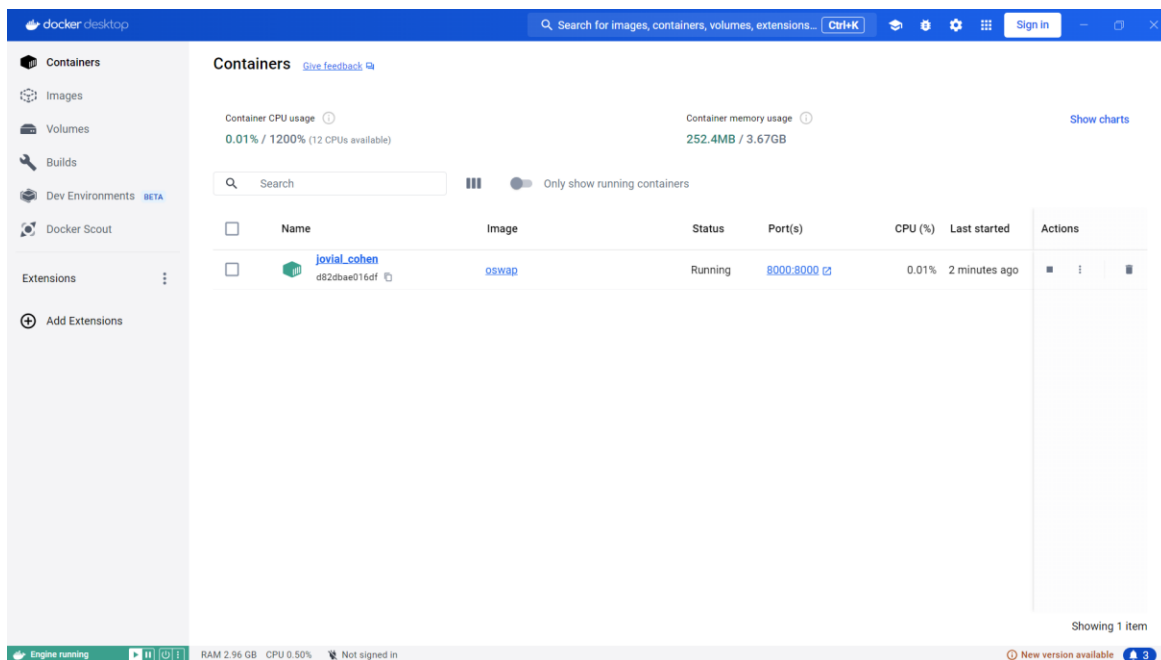 docker desktop
Search for images, containers, volumes, extensions... Ctrl+K
Sign in
Containers
Images
Volumes
Builds
Dev Environments BETA
Docker Scout
Extensions
Add Extensions
Containers Give feedback
Container CPU usage
0.01% / 1200% (12 CPUs available)
Container memory usage
252.4MB / 3.67GB
Show charts
Search
Only show running containers
Name Image Status Port(s) CPU (%) Last started Actions
jovial_cohen
d82dbae016df
oswap Running 8000:8000 0.01% 2 minutes ago
Showing 1 item
Engine running RAM 2.96 GB CPU 0.50% Not signed in New version available 3